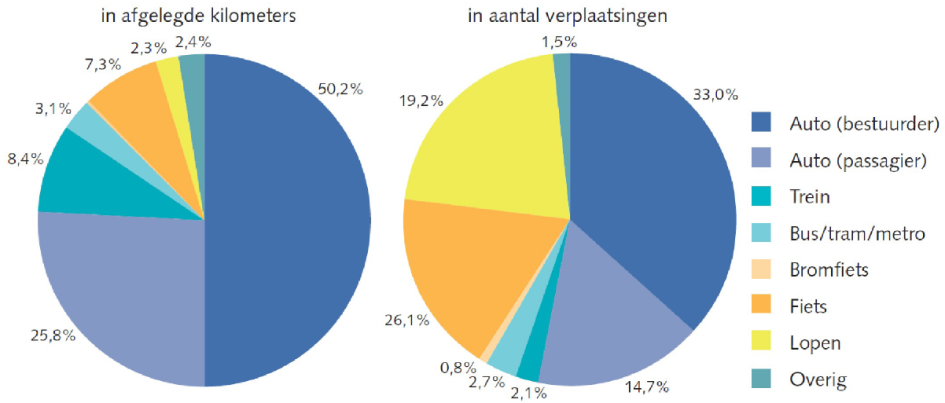 in afgelegde kilometers
2,4%
2,3%
7,3%
3,1%
8,4%
25,8%
50,2%
in aantal verplaatsingen
1,5%
19,2%
33,0%
26,1%
0,8%
2,7%
2,1%
14,7%
Auto (bestuurder)
Auto (passagier)
Trein
Bus/tram/metro
Bromfiets
Fiets
Lopen
Overig